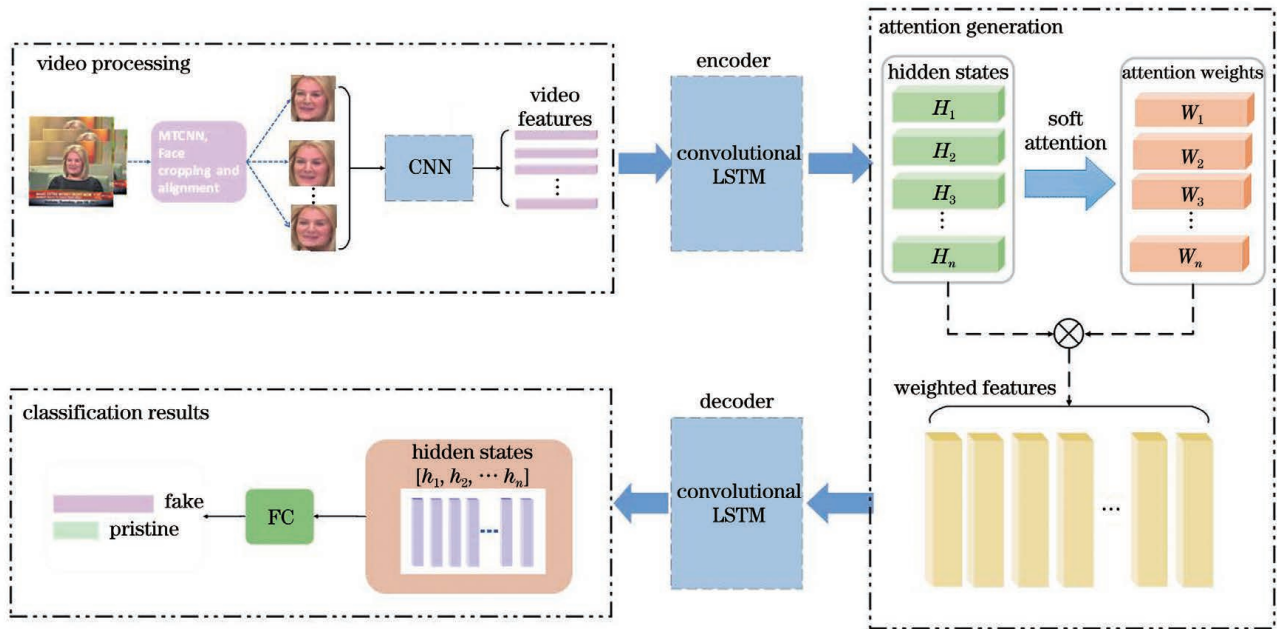 video processing
MTCNN,
Face
cropping and
alignment
CNN
video
features
encoder
convolutional
LSTM
attention generation
hidden states
H₁
H₂
H₃
Hₙ
soft
attention
attention weights
W₁
W₂
W₃
Wₙ
weighted features
...
decoder
convolutional
LSTM
classification results
hidden states
[h₁, h₂, ⋯ hₙ]
FC
fake
pristine